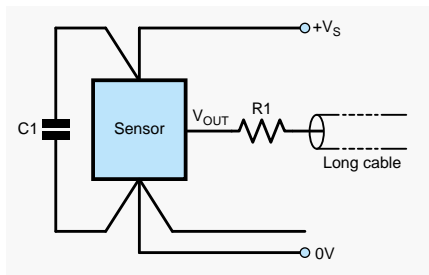 +VS
C1
Sensor
VOUT
R1
Long cable
0V